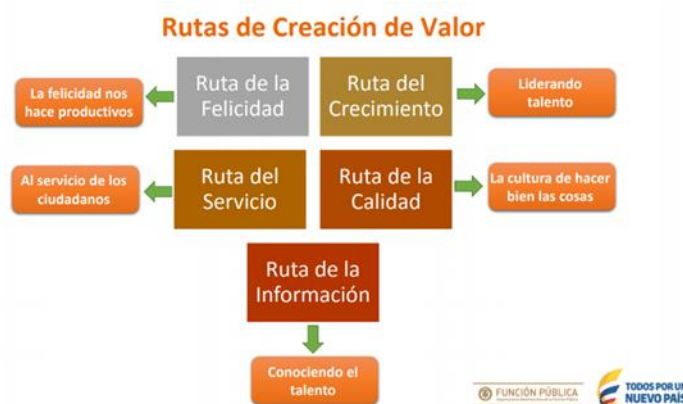 Rutas de Creación de Valor
La felicidad nos
hace productivos
Ruta de la
Felicidad
Ruta del
Crecimiento
Liderando
talento
Al servicio de los
ciudadanos
Ruta del
Servicio
Ruta de la
Calidad
La cultura de hacer
bien las cosas
Ruta de la
Información
Conociendo el
talento
FUNCIÓN PÚBLICA
TODOS POR UN
NUEVO PAÍS